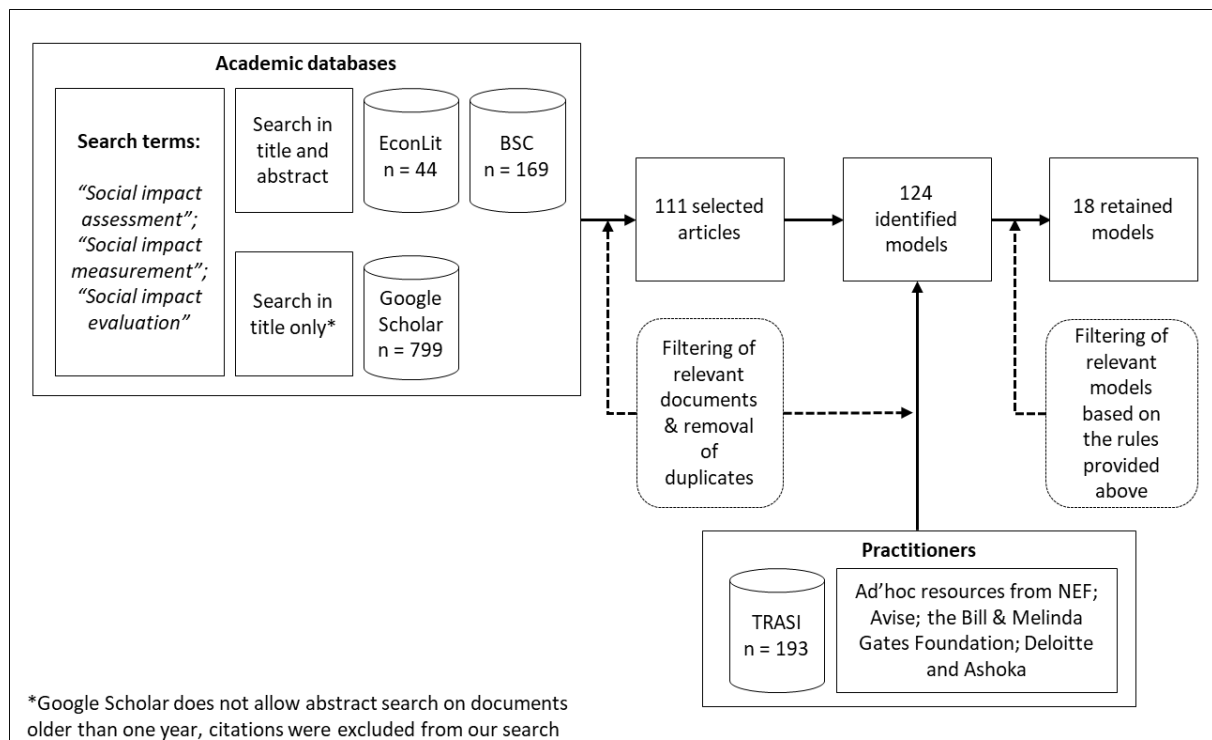 Academic databases
Search terms:
“Social impact
assessment”;
“Social impact
measurement”;
“Social impact
evaluation”
Search in
title and
abstract
EconLit
n = 44
BSC
n = 169
Search in
title only*
Google
Scholar
n = 799
111 selected
articles
124
identified
models
18 retained
models
Filtering of
relevant
documents
& removal
of
duplicates
Filtering of
relevant
models
based on
the rules
provided
above
Practitioners
TRASI
n = 193
Ad’hoc resources from NEF;
Avise; the Bill & Melinda
Gates Foundation; Deloitte
and Ashoka
*Google Scholar does not allow abstract search on documents
older than one year, citations were excluded from our search